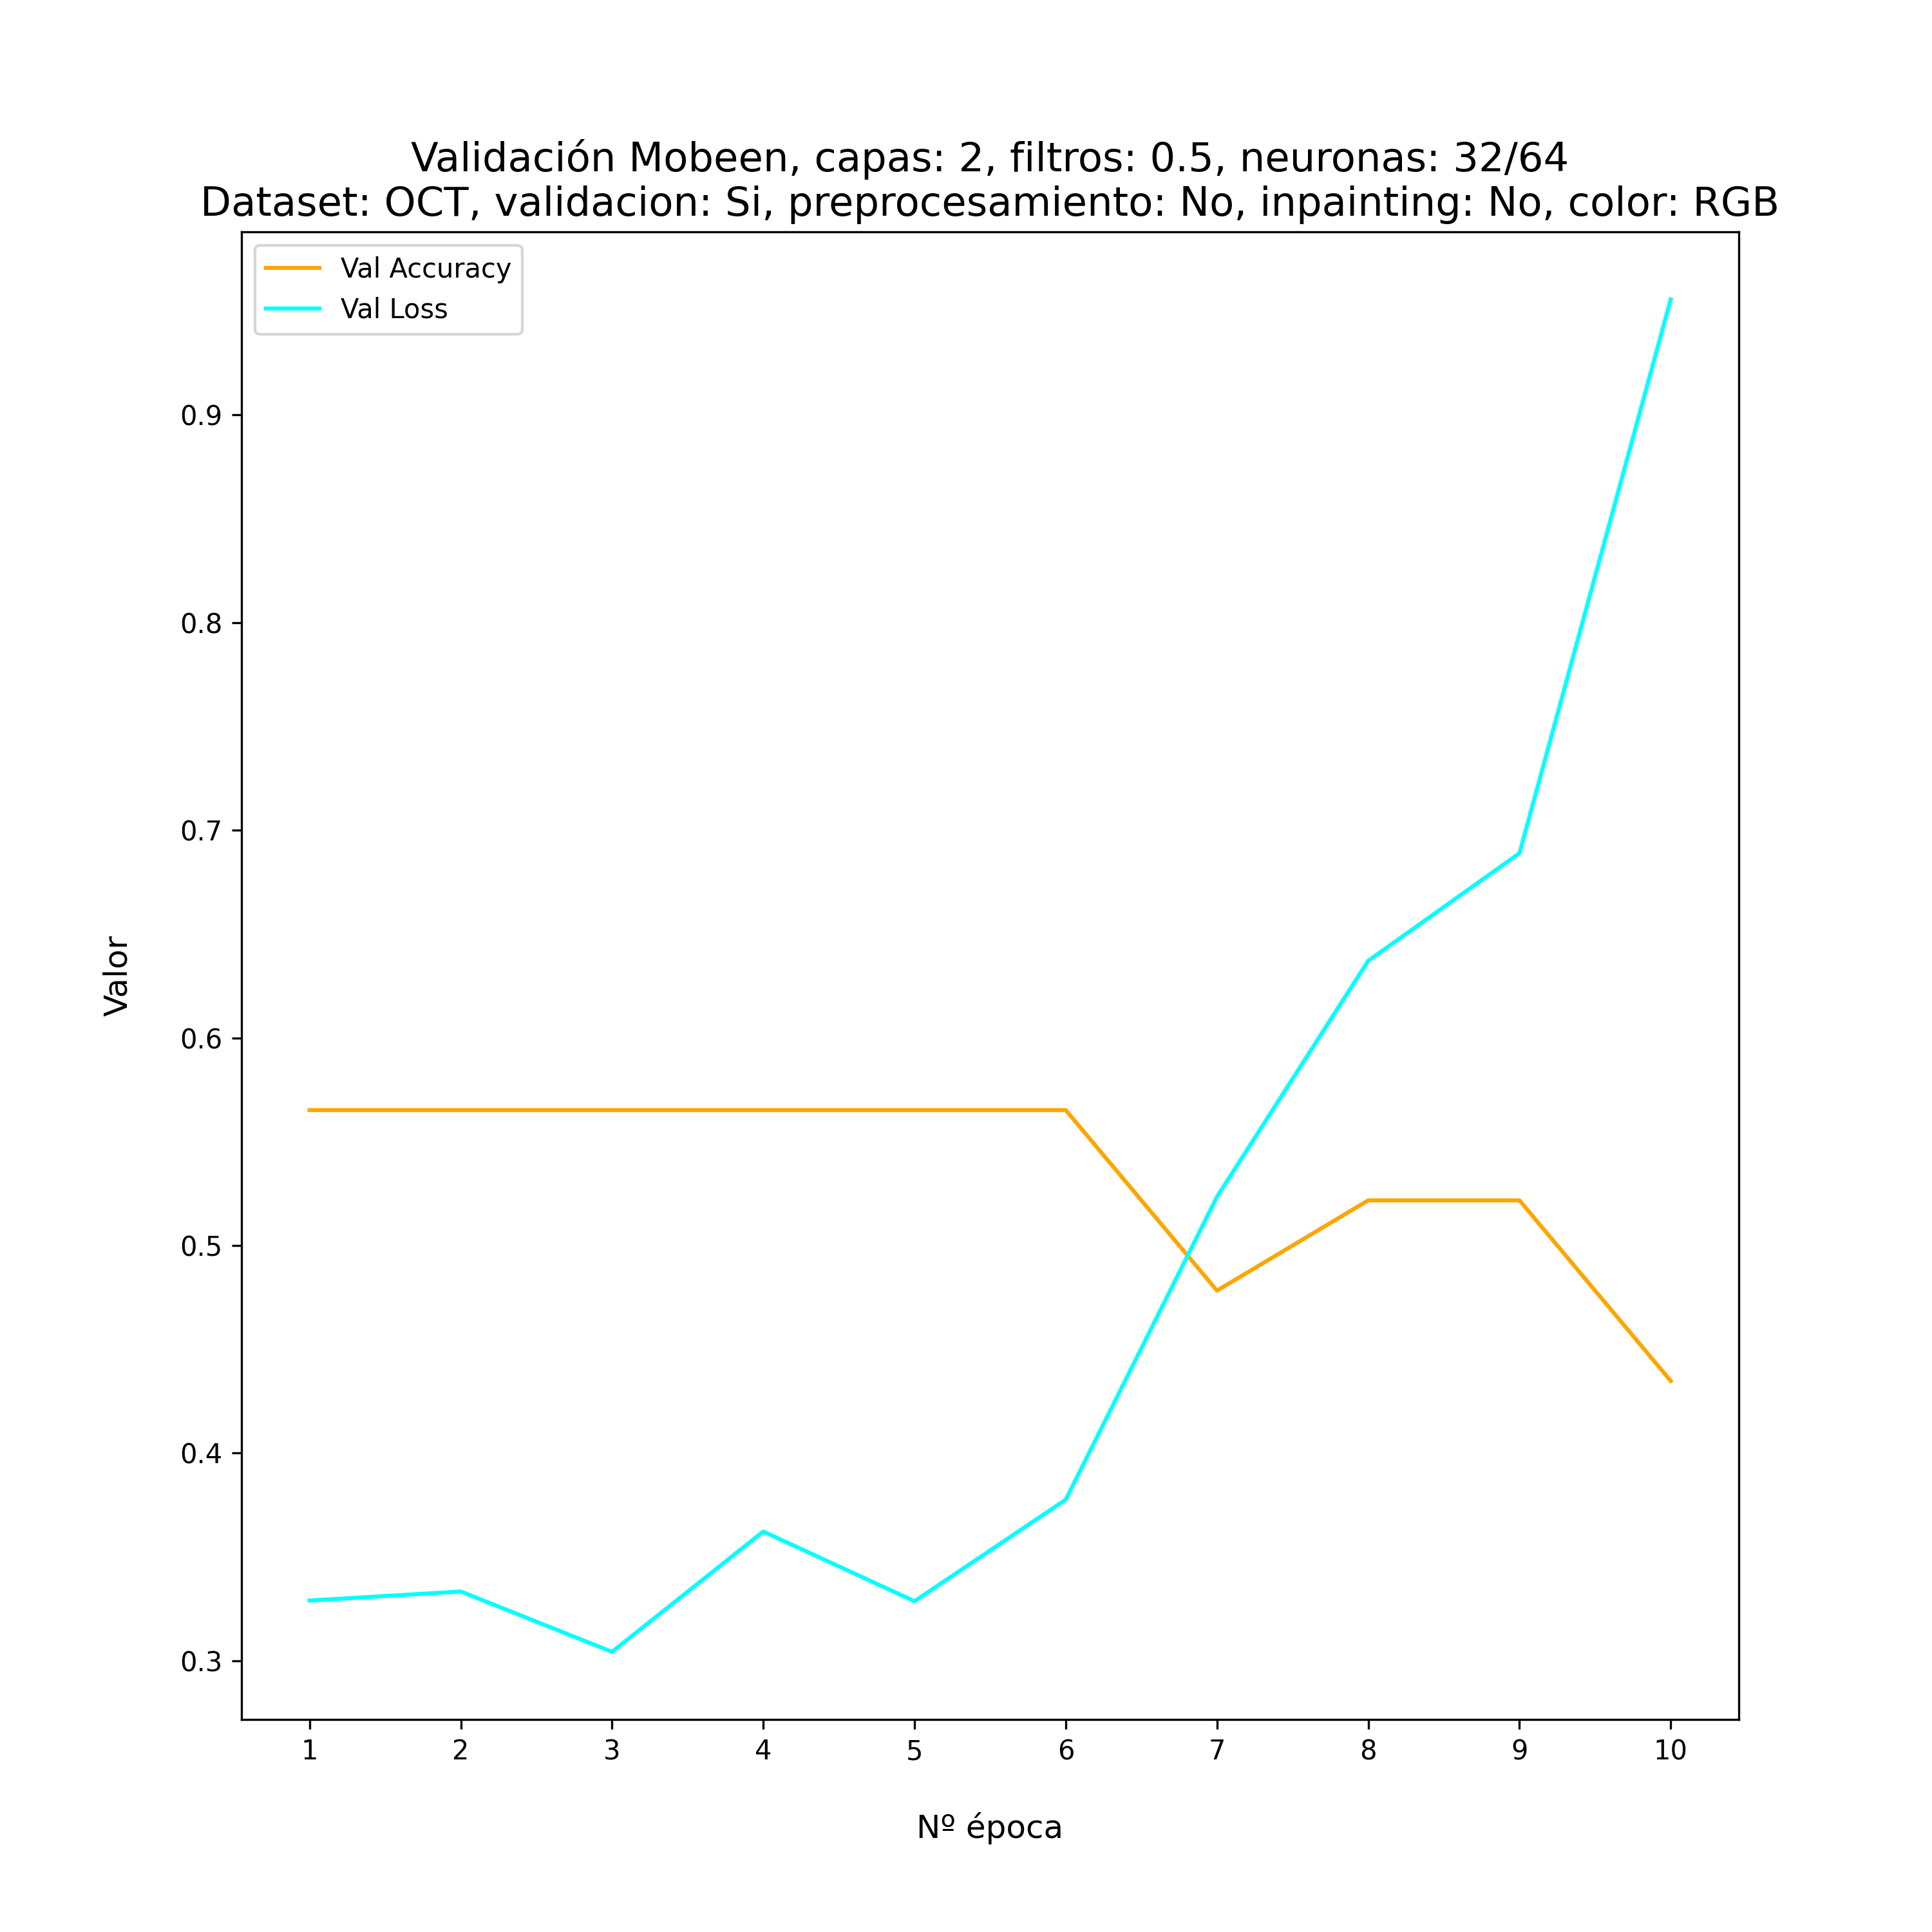 Validación Mobeen, capas: 2, filtros: 0.5, neuronas: 32/64
Dataset: OCT, validacion: Si, preprocesamiento: No, inpainting: No, color: RGB
Val Accuracy
Val Loss
0.9
0.8
0.7
0.6
0.5
0.4
0.3
Valor
1 2 3 4 5 6 7 8 9 10
Nº época